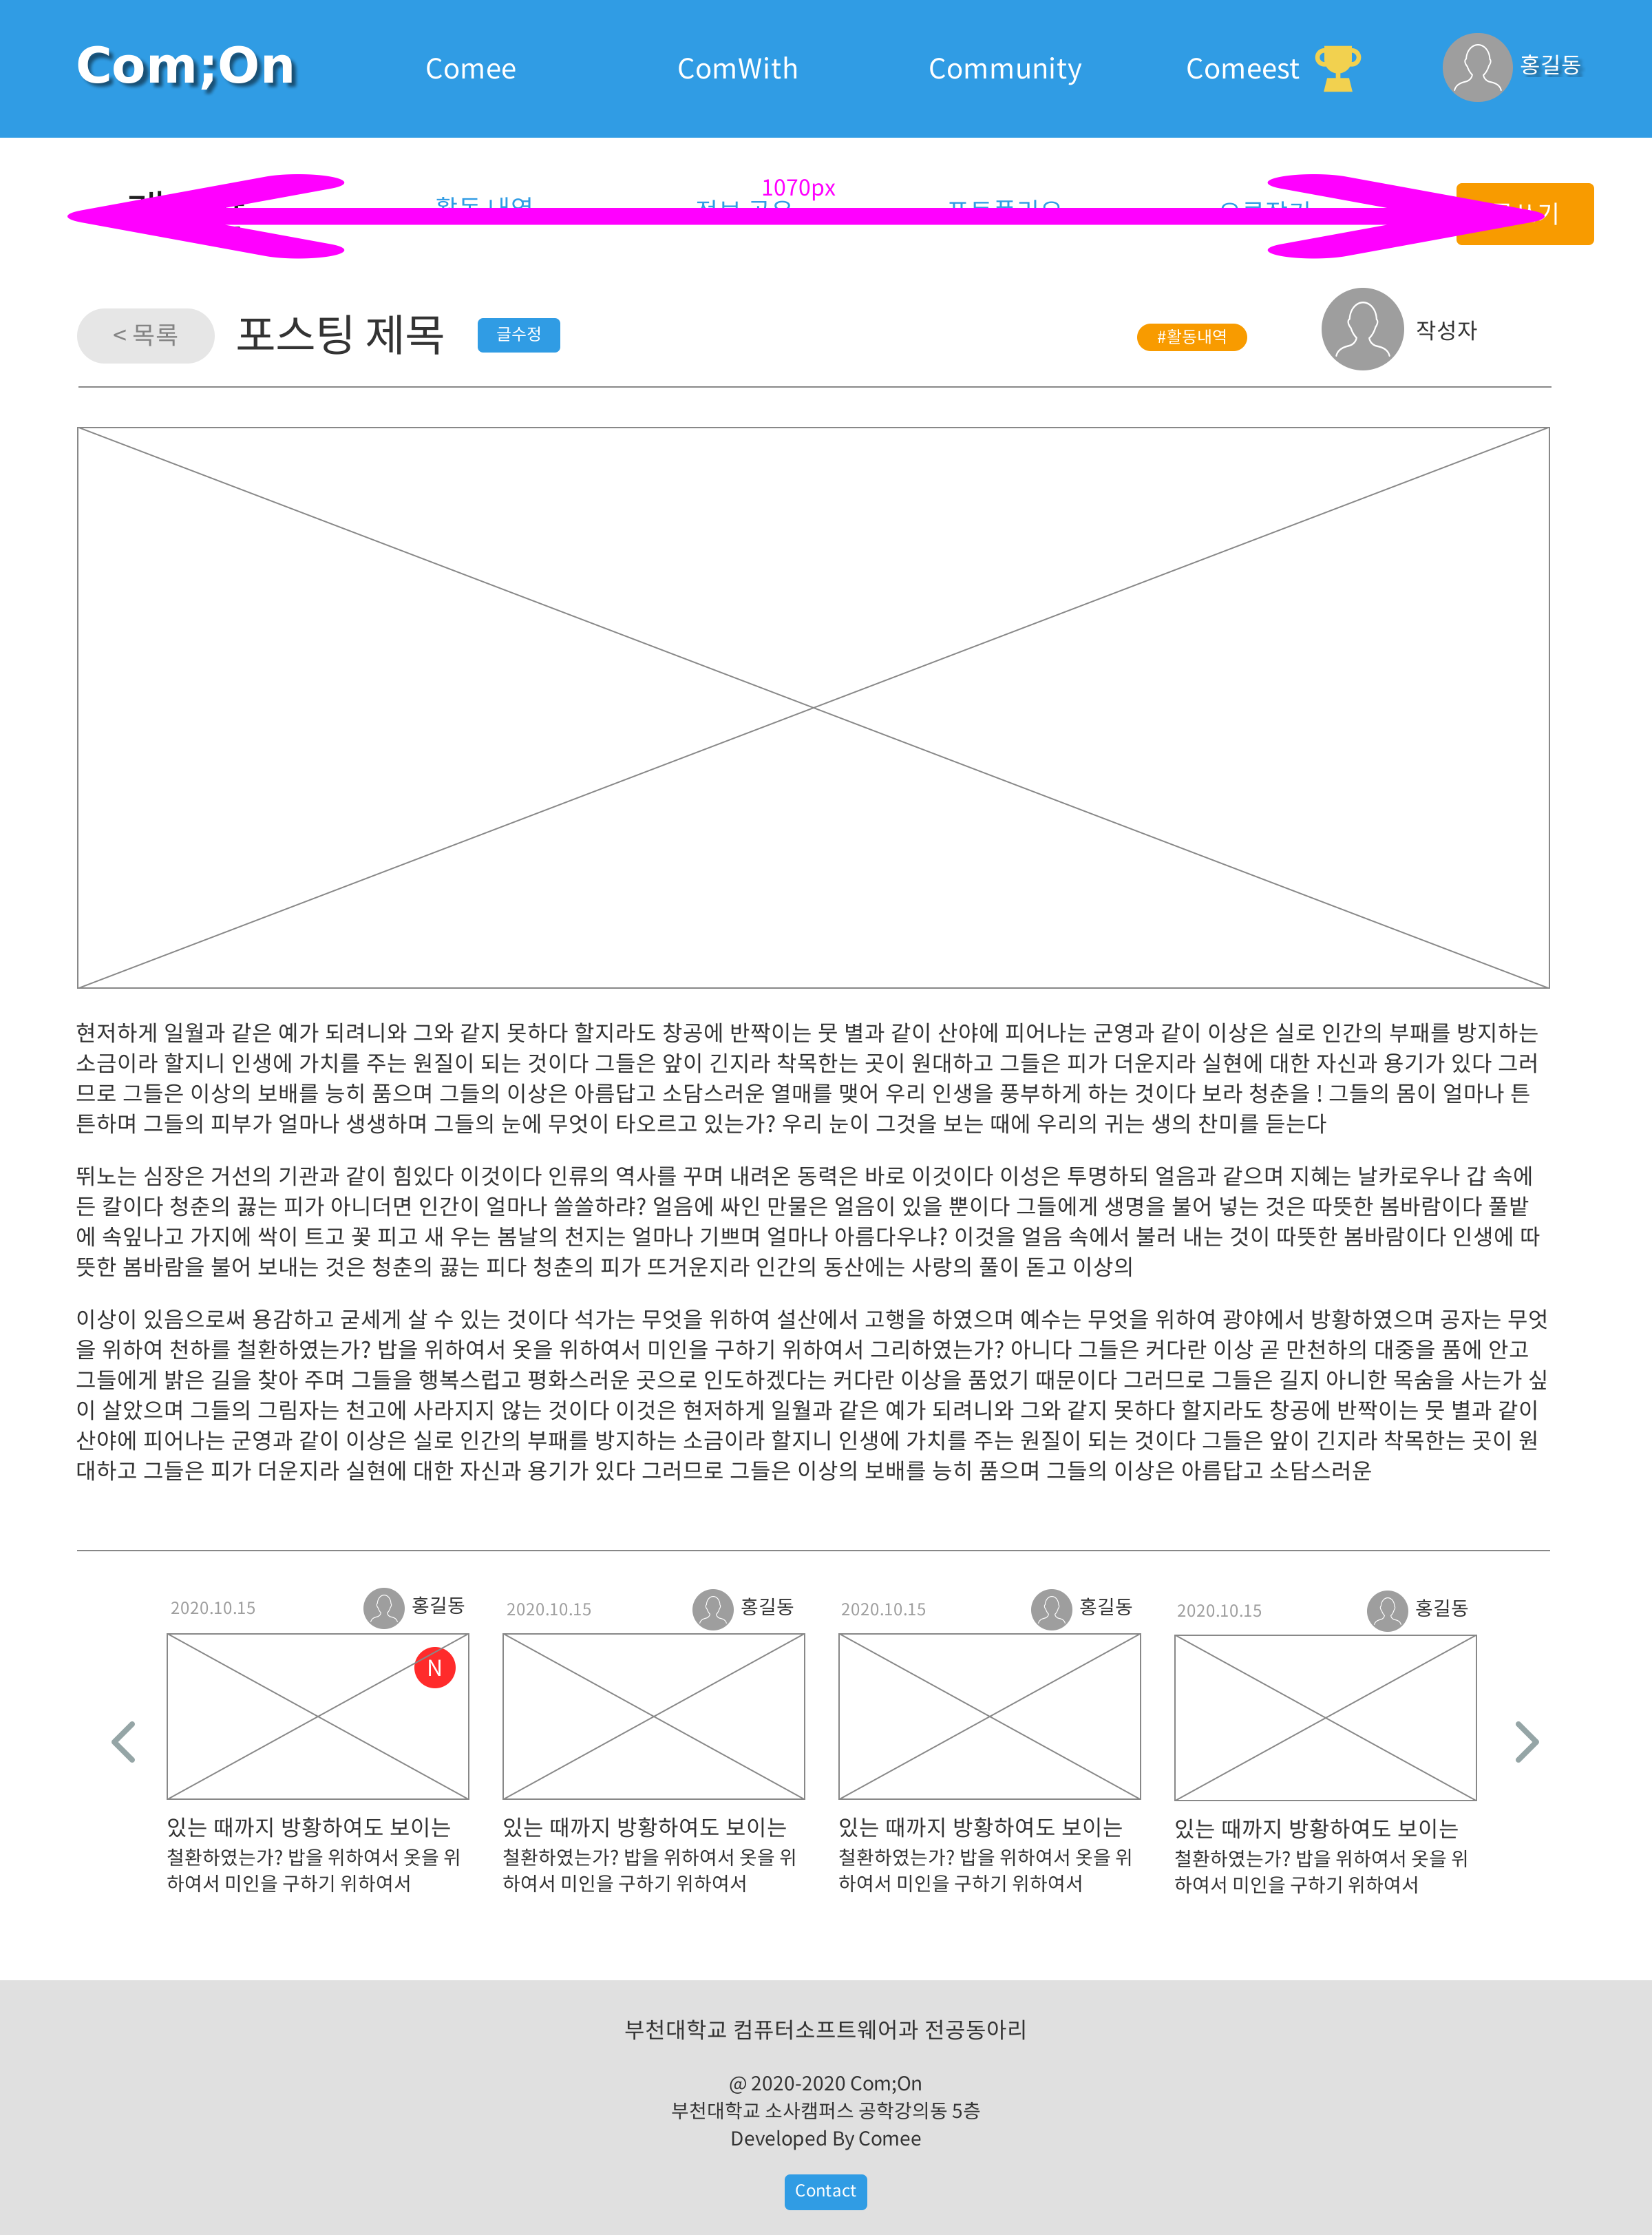 Com;On
Comee
ComWith
Community
Comeest
홍길동
1070px
활동 내역
정보 공유
포트폴리오
< 목록
포스팅 제목
글수정
#활동내역
작성자
현저하게 일월과 같은 예가 되려니와 그와 같지 못하다 할지라도 창공에 반짝이는 뭇 별과 같이 산야에 피어나는 군영과 같이 이상은 실로 인간의 부패를 방지하는
소금이라 할지니 인생에 가치를 주는 원질이 되는 것이다 그들은 앞이 긴지라 착목한는 곳이 원대하고 그들은 피가 더운지라 실현에 대한 자신과 용기가 있다 그러
므로 그들은 이상의 보배를 능히 품으며 그들의 이상은 아름답고 소담스러운 열매를 맺어 우리 인생을 풍부하게 하는 것이다 보라 청춘을 ! 그들의 몸이 얼마나 튼
튼하며 그들의 피부가 얼마나 생생하며 그들의 눈에 무엇이 타오르고 있는가? 우리 눈이 그것을 보는 때에 우리의 귀는 생의 찬미를 듣는다
뛰노는 심장은 거선의 기관과 같이 힘있다 이것이다 인류의 역사를 꾸며 내려온 동력은 바로 이것이다 이성은 투명하되 얼음과 같으며 지혜는 날카로우나 갑 속에
든 칼이다 청춘의 끓는 피가 아니더면 인간이 얼마나 쓸쓸하랴? 얼음에 싸인 만물은 얼음이 있을 뿐이다 그들에게 생명을 불어 넣는 것은 따뜻한 봄바람이다 풀밭
에 속잎나고 가지에 싹이 트고 꽃 피고 새 우는 봄날의 천지는 얼마나 기쁘며 얼마나 아름다우냐? 이것을 얼음 속에서 불러 내는 것이 따뜻한 봄바람이다 인생에 따
뜻한 봄바람을 불어 보내는 것은 청춘의 끓는 피다 청춘의 피가 뜨거운지라 인간의 동산에는 사랑의 풀이 돋고 이상의
이상이 있음으로써 용감하고 굳세게 살 수 있는 것이다 석가는 무엇을 위하여 설산에서 고행을 하였으며 예수는 무엇을 위하여 광야에서 방황하였으며 공자는 무엇
을 위하여 천하를 철환하였는가? 밥을 위하여서 옷을 위하여서 미인을 구하기 위하여서 그리하였는가? 아니다 그들은 커다란 이상 곧 만천하의 대중을 품에 안고
그들에게 밝은 길을 찾아 주며 그들을 행복스럽고 평화스러운 곳으로 인도하겠다는 커다란 이상을 품었기 때문이다 그러므로 그들은 길지 아니한 목숨을 사는가 싶
이 살았으며 그들의 그림자는 천고에 사라지지 않는 것이다 이것은 현저하게 일월과 같은 예가 되려니와 그와 같지 못하다 할지라도 창공에 반짝이는 뭇 별과 같이
산야에 피어나는 군영과 같이 이상은 실로 인간의 부패를 방지하는 소금이라 할지니 인생에 가치를 주는 원질이 되는 것이다 그들은 앞이 긴지라 착목한는 곳이 원
대하고 그들은 피가 더운지라 실현에 대한 자신과 용기가 있다 그러므로 그들은 이상의 보배를 능히 품으며 그들의 이상은 아름답고 소담스러운
2020.10.15
홍길동
N
있는 때까지 방황하여도 보이는
철환하였는가? 밥을 위하여서 옷을 위
하여서 미인을 구하기 위하여서
2020.10.15
홍길동
있는 때까지 방황하여도 보이는
철환하였는가? 밥을 위하여서 옷을 위
하여서 미인을 구하기 위하여서
2020.10.15
홍길동
있는 때까지 방황하여도 보이는
철환하였는가? 밥을 위하여서 옷을 위
하여서 미인을 구하기 위하여서
2020.10.15
홍길동
있는 때까지 방황하여도 보이는
철환하였는가? 밥을 위하여서 옷을 위
하여서 미인을 구하기 위하여서
부천대학교 컴퓨터소프트웨어과 전공동아리
@ 2020-2020 Com;On
부천대학교 소사캠퍼스 공학강의동 5층
Developed By Comee
Contact